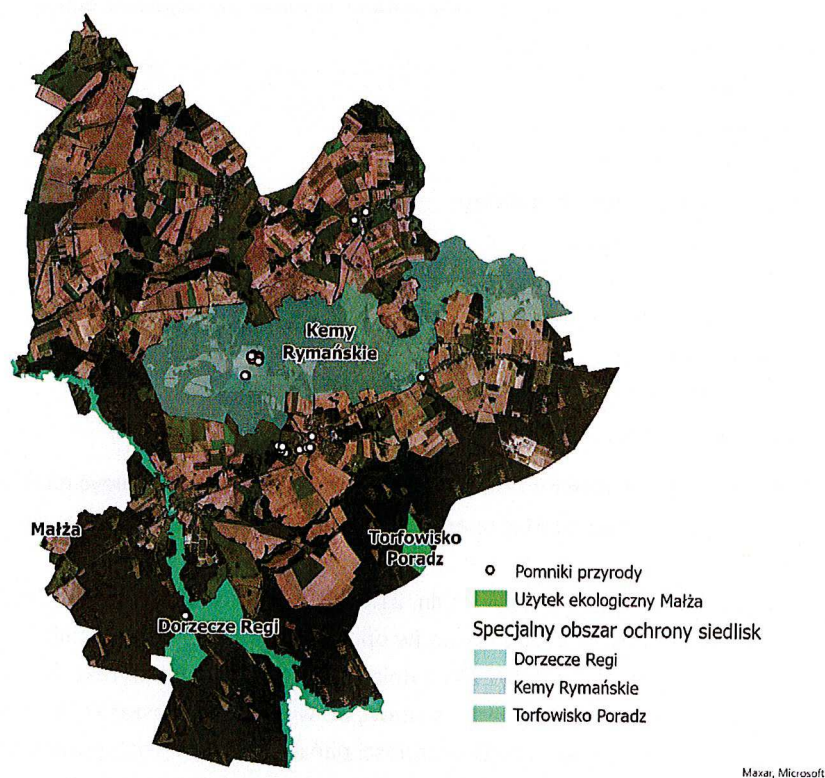 Kemy
Rymańskie
Małża
Torfowisko
Poradz
Dorzecze Regi
Pomniki przyrody
Użytek ekologiczny Małża
Specjalny obszar ochrony siedlisk
Dorzecze Regi
Kemy Rymańskie
Torfowisko Poradz
Maxar, Microsoft